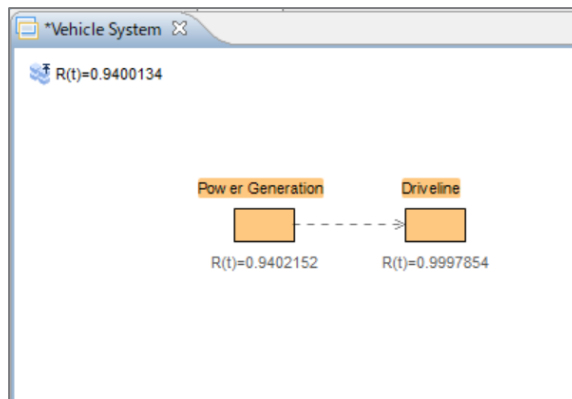 *Vehicle System
R(t)=0.9400134
Power Generation
Driveline
R(t)=0.9402152
R(t)=0.9997854